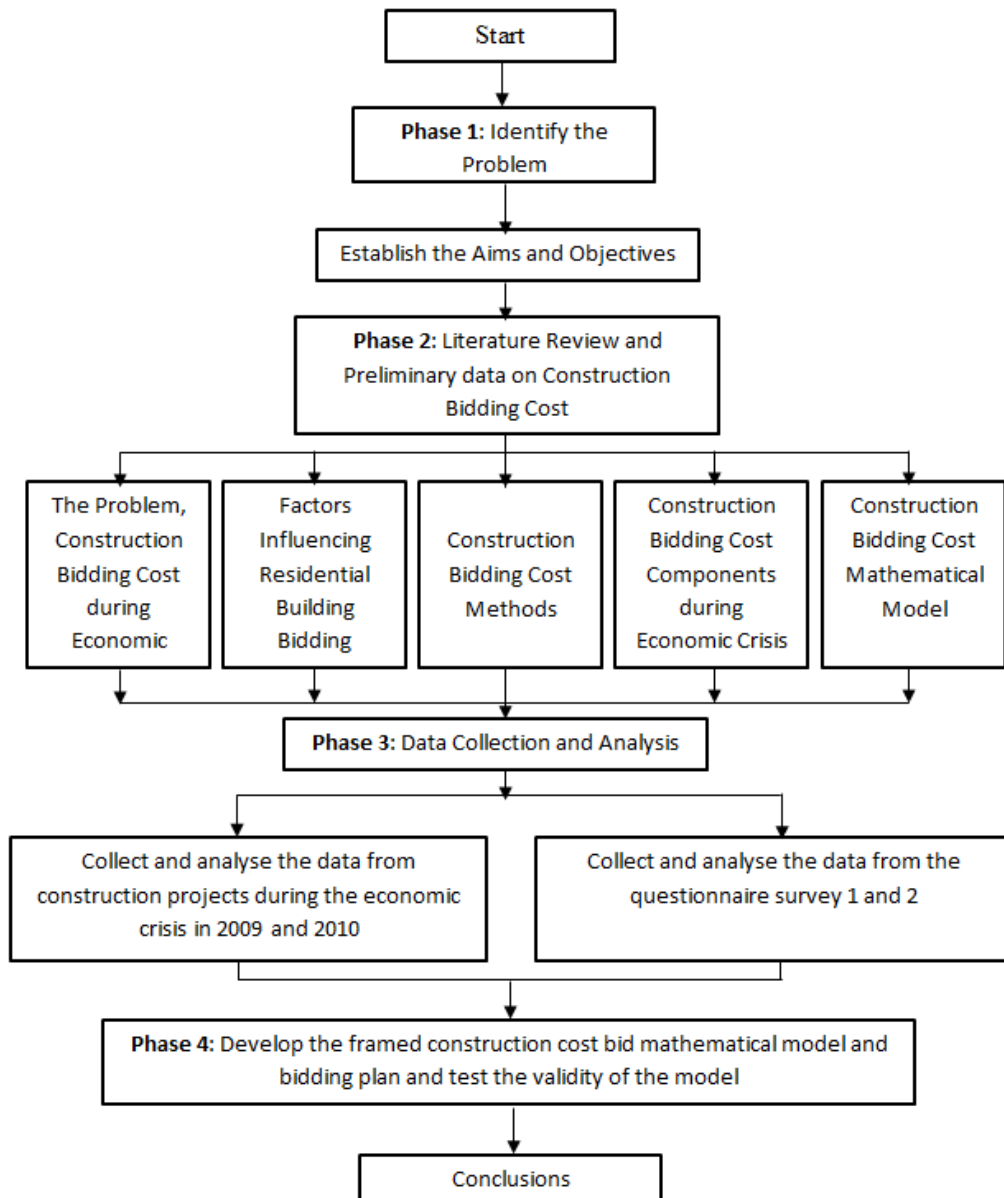 Start
Phase 1: Identify the
Problem
Establish the Aims and Objectives
Phase 2: Literature Review and
Preliminary data on Construction
Bidding Cost
The Problem,
Construction
Bidding Cost
during
Economic
Factors
Influencing
Residential
Building
Bidding
Construction
Bidding Cost
Methods
Construction
Bidding Cost
Components
during
Economic Crisis
Construction
Bidding Cost
Mathematical
Model
Phase 3: Data Collection and Analysis
Collect and analyse the data from
construction projects during the economic
crisis in 2009 and 2010
Collect and analyse the data from the
questionnaire survey 1 and 2
Phase 4: Develop the framed construction cost bid mathematical model and
bidding plan and test the validity of the model
Conclusions